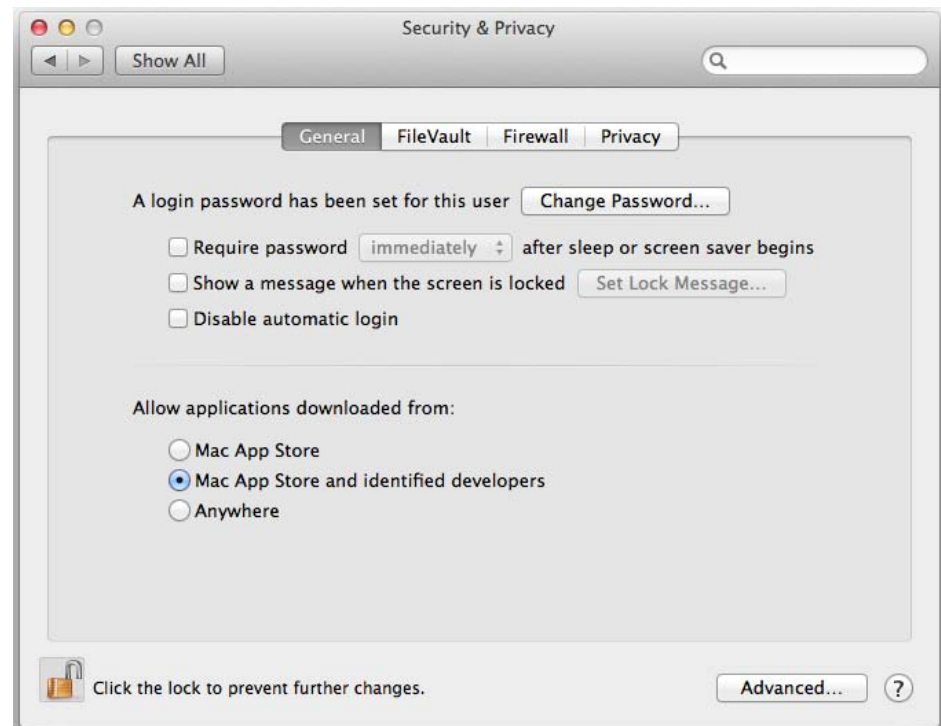 Security & Privacy
Show All
General FileVault Firewall Privacy
A login password has been set for this user Change Password...
Require password immediately after sleep or screen saver begins
Show a message when the screen is locked Set Lock Message...
Disable automatic login
Allow applications downloaded from:
Mac App Store
Mac App Store and identified developers
Anywhere
Click the lock to prevent further changes. Advanced... ?